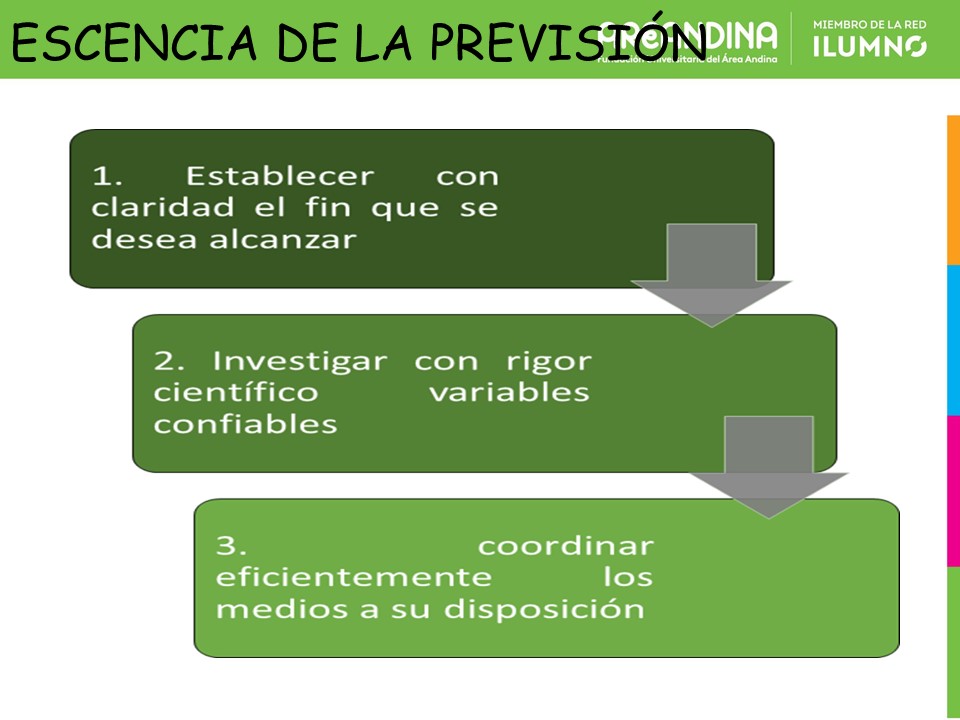 ESCENCIA DE LA PREVISIÓN
AREANDINA
Fundación Universitaria del Área Andina
MIEMBRO DE LA RED
ILUMNO
1. Establecer con
claridad el fin que se
desea alcanzar
2. Investigar con rigor
científico variables
confiables
3. coordinar
eficientemente los
medios a su disposición